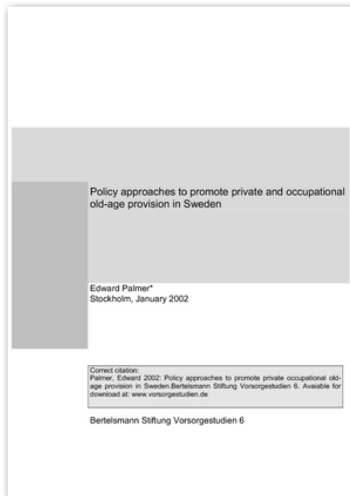 Policy approaches to promote private and occupational
old-age provision in Sweden
Edward Palmer*
Stockholm, January 2002
Correct citation:
Palmer, Edward 2002: Policy approaches to promote private occupational old-
age provision in Sweden.Bertelsmann Stiftung Vorsorgestudien 6. Avaiable for
download at: www.vorsorgestudien.de
Bertelsmann Stiftung Vorsorgestudien 6